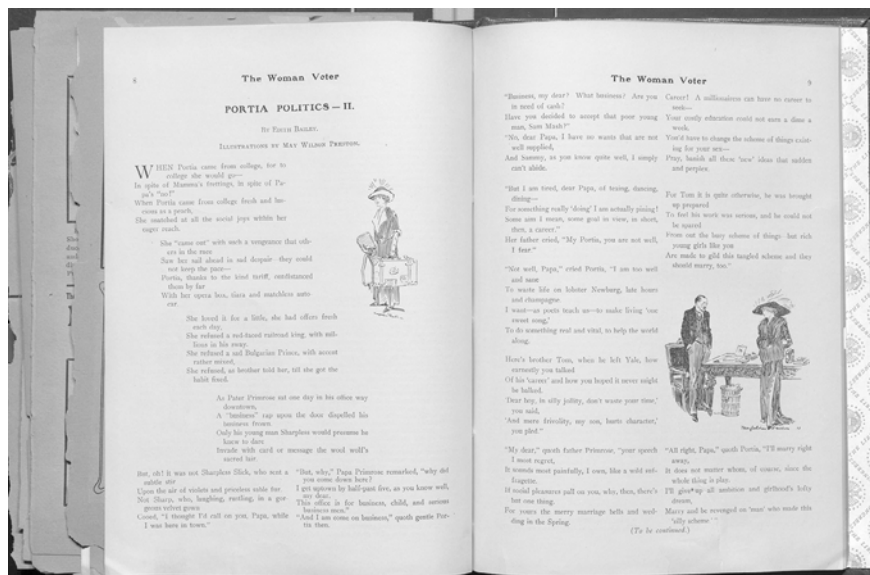 8
The Woman Voter
PORTIA POLITICS — II.
BY EDITH BAILEY.
ILLUSTRATIONS BY MAY WILSON PRESTON.
WHEN Portia came from college, for to
college she would go—
In spite of Mamma's frettings, in spite of Pa-
pa's "no!"
When Portia came from college fresh and lus-
cious as a peach,
She snatched at all the social joys within her
eager reach.
She "came out" with such a vengeance that oth-
ers in the race
Saw her sail ahead in sad despair they could
not keep the pace—
Portia, thanks to the kind tariff, outdistanced
them by far
With her opera box, tiara and matchless auto-
car.
She loved it for a little, she had offers fresh
each day,
She refused a red-faced railroad king, with mil-
lions in his sway.
She refused a red Bulgarian Prince, with accent
rather mixed,
She refused, as brother told her, till she got the
habit fixed.
As Peter Primrose sat one day in his office way
downtown,
A "business" rap upon the door dispelled his
business frown
Only his young man Sharpless would presume he
knew to dare
Invade with card or message the wool wolf's
sacred lair.
But, oh! It was not Sharpless Slick, who sent a
subtle stir
Upon the air of violets and priceless sable fur.
Not Sharp, who, laughing, rustling, in a gor-
geous velvet gown
Cooed, "I thought I'd call on you, Papa, while
I was here in town."
"But, why," Papa Primrose remarked, "why did
you come down here?
I get uptown by half-past five, as you know well,
my dear.
This office is for business, child, and serious
business men."
"And I am come on business," quoth gentle Por-
tia then.
The Woman Voter
9
"Business, my dear? What business? Are you
in need of cash?
Have you decided to accept that poor young
man, Sam Mash?"
"No, dear Papa, I have no wants that are not
well supplied,
And Sammy, as you know quite well, I simply
can't abide.
"But I am tired, dear Papa, of teaing, dancing,
dining—
For something really 'doing' I am actually pining!
Some aim I mean, some goal in view, in short,
then, a career."
Her father cried, "My Portia, you are not well,
I fear."
"Not well, Papa," cried Portia, "I am too well
and sane
To waste life on lobster Newburg, late hours
and champagne.
I want—as poets teach us—to make living 'one
sweet song,'
To do something real and vital, to help the world
along.
Here's brother Tom, when he left Yale, how
earnestly you talked
Of his 'career' and how you hoped it never might
be balked.
'Dear boy, in silly jollity, don't waste your time,'
you said,
'And mere frivolity, my son, hurts character,'
you pled."
"My dear," quoth father Primrose, "your speech
I most regret,
It sounds most painfully, I own, like a wild suf-
fragette.
If social pleasures pall on you, why, then, there's
but one thing.
For yours the merry marriage bells and wed-
ding in the Spring.
Career! A millionairess can have no career to
seek—
Your costly education could not earn a dime a
week,
You'd have to change the scheme of things exist-
ing for your sex—
Pray, banish all these 'new' ideas that sadden
and perplex.
For Tom it is quite otherwise, he was brought
up prepared
To feel his work was serious, and he could not
be spared
From out the busy scheme of things but rich
young girls like you
Are made to gild this tangled scheme and they
should marry, too."
"All right, Papa," quoth Portia, "I'll marry right
away,
It does not matter whom, of course, since the
whole thing is play.
I'll give up all ambition and girlhood's lofty
dream,
Marry and be revenged on 'man' who made this
'silly scheme'"
(To be continued.)